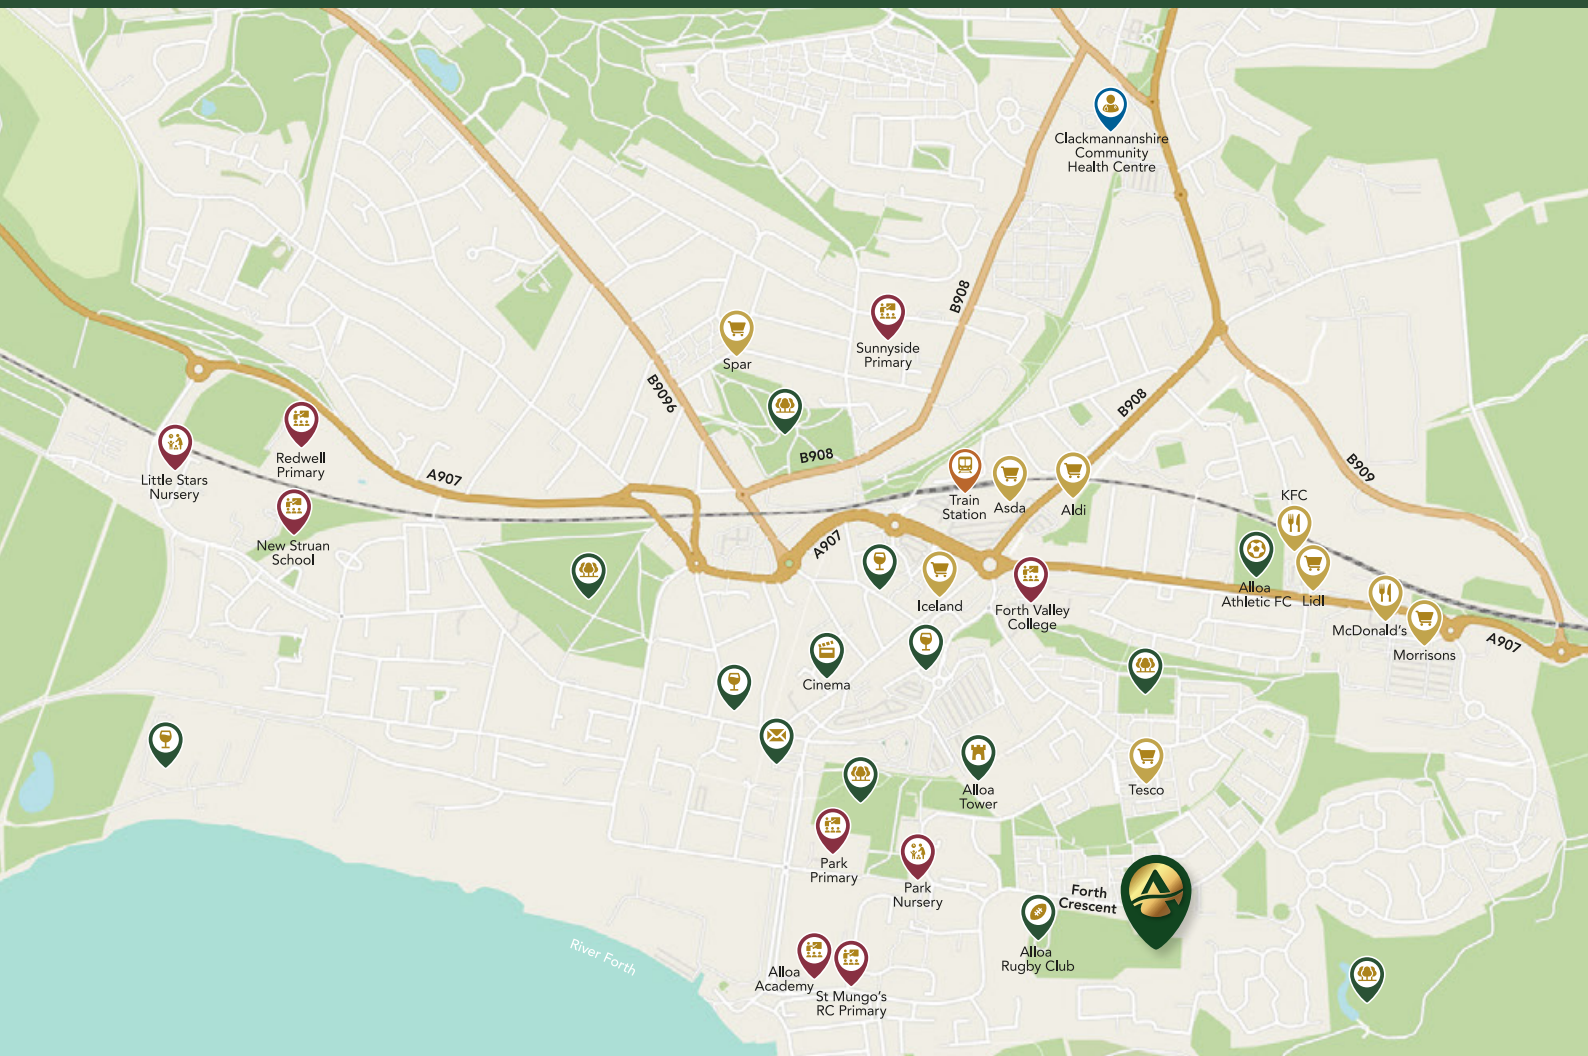 Clackmannanshire
Community
Health Centre
B908
Spar
Sunnyside
Primary
B9096
B908
B908
B909
Redwell
Primary
Little Stars
Nursery
A907
New Struan
School
Train
Station
Asda
Aldi
KFC
A907
Iceland
Forth Valley
College
Alloa
Athletic FC
Lidl
McDonald's
Morrisons
A907
Cinema
Alloa
Tower
Tesco
Park
Primary
Park
Nursery
Forth
Crescent
Alloa
Rugby Club
River Forth
Alloa
Academy
St Mungo's
RC Primary